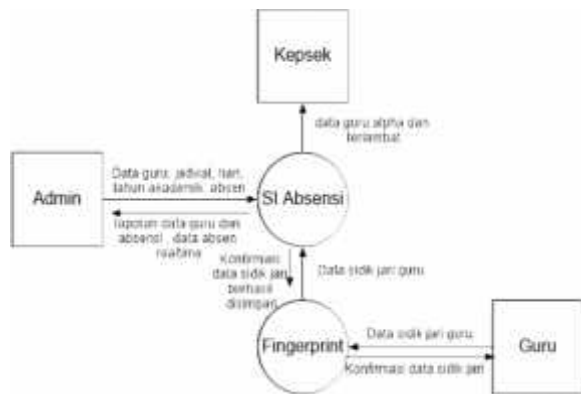 Kepsek
data guru alpha dan
terlambat
Data guru, jadwal, hari,
tahun akademik, absen
Admin
SI Absensi
laporan data guru dan
absensi , data absen
realtime
Konfirmasi
data sidik jari
berhasil
disimpan
Data sidik jari guru
Fingerprint
Data sidik jari guru
Konfirmasi data sidik jari
Guru